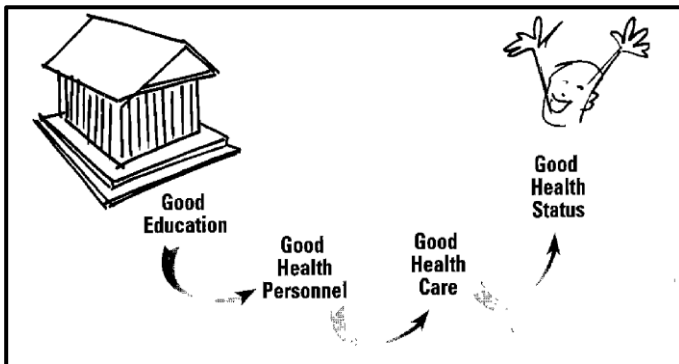 Good
Education
Good
Health
Personnel
Good
Health
Care
Good
Health
Status